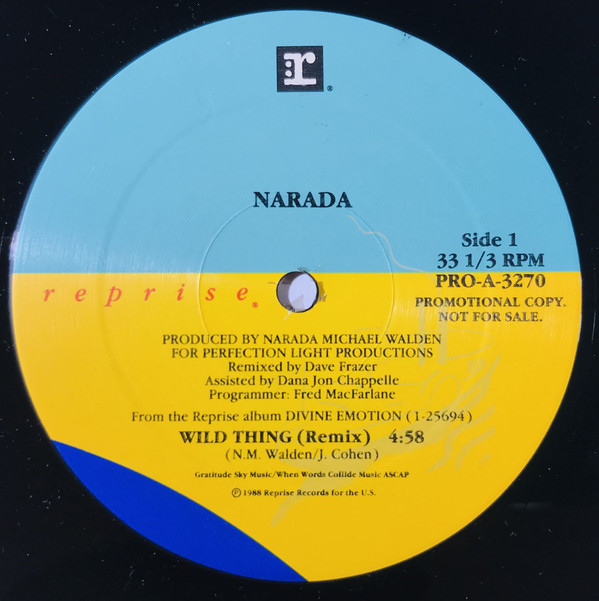 r
®
NARADA
Side 1
33 1/3 RPM
PRO-A-3270
reprise®
PROMOTIONAL COPY.
NOT FOR SALE.
PRODUCED BY NARADA MICHAEL WALDEN
FOR PERFECTION LIGHT PRODUCTIONS
Remixed by Dave Frazer
Assisted by Dana Jon Chappelle
Programmer: Fred MacFarlane
From the Reprise album DIVINE EMOTION (1-25694)
WILD THING (Remix) 4:58
(N.M. Walden/J. Cohen)
Gratitude Sky Music/When Words Collide Music ASCAP
℗ 1988 Reprise Records for the U.S.